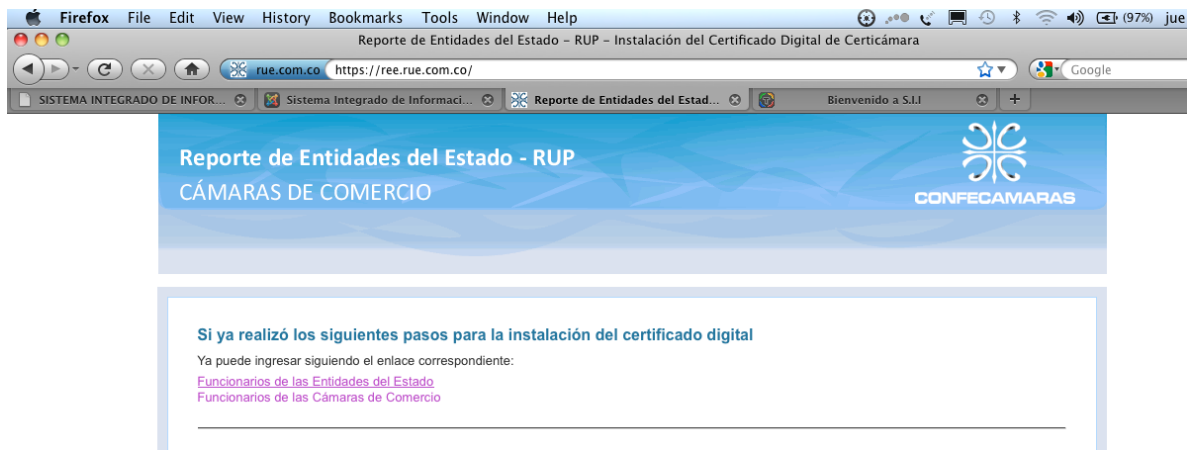 Firefox File Edit View History Bookmarks Tools Window Help (97%) jue
Reporte de Entidades del Estado – RUP – Instalación del Certificado Digital de Certicámara
rue.com.co https://ree.rue.com.co/ Google
SISTEMA INTEGRADO DE INFOR... Sistema Integrado de Informaci... Reporte de Entidades del Estad... Bienvenido a S.I.I
Reporte de Entidades del Estado - RUP
CÁMARAS DE COMERCIO
CONFECAMARAS
Si ya realizó los siguientes pasos para la instalación del certificado digital
Ya puede ingresar siguiendo el enlace correspondiente:
Funcionarios de las Entidades del Estado
Funcionarios de las Cámaras de Comercio